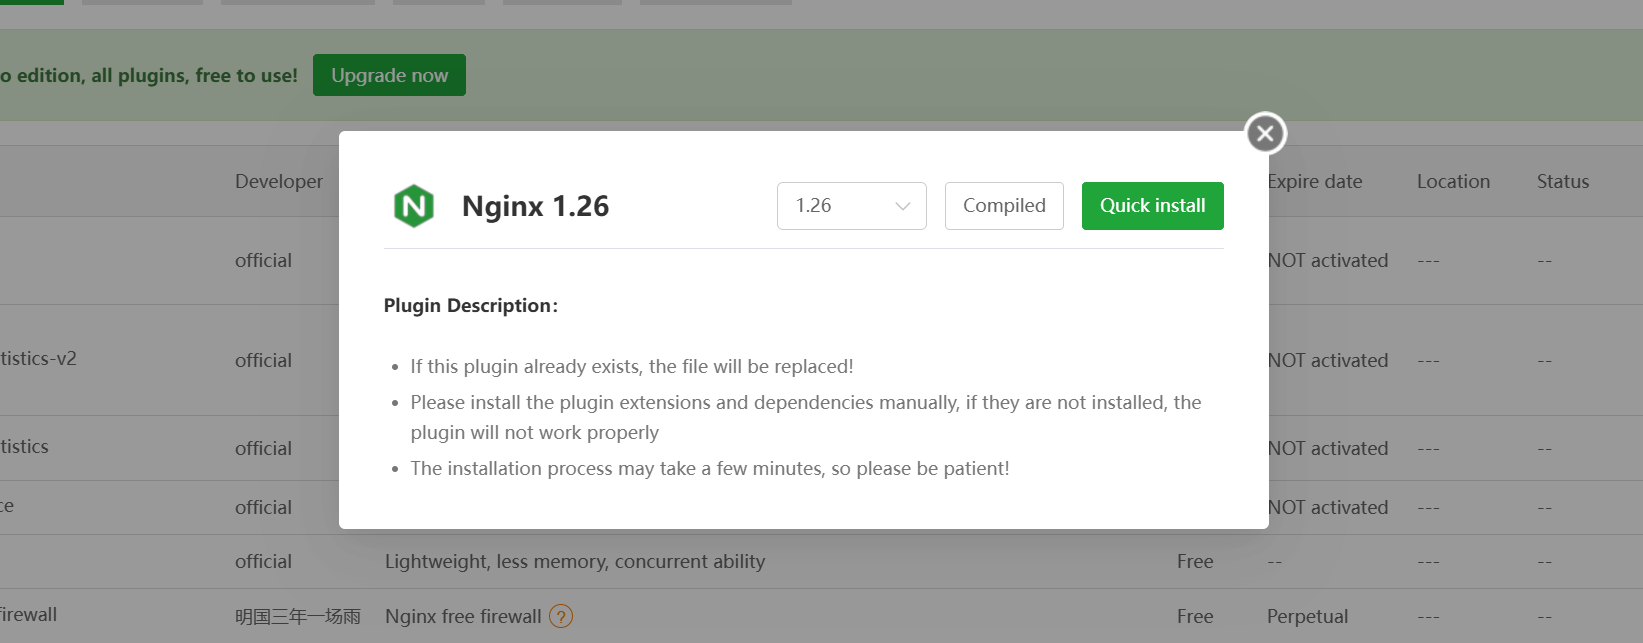 o edition, all plugins, free to use! Upgrade now
Developer Expire date Location Status
Nginx 1.26 1.26 Compiled Quick install
official NOT activated --- --
Plugin Description:
tistics-v2 official NOT activated --- --
If this plugin already exists, the file will be replaced!
Please install the plugin extensions and dependencies manually, if they are not installed, the
plugin will not work properly
tistics official NOT activated --- --
The installation process may take a few minutes, so please be patient!
ce official NOT activated --- --
official Lightweight, less memory, concurrent ability Free -- --- --
firewall 明国三年一场雨 Nginx free firewall ? Free Perpetual --- --